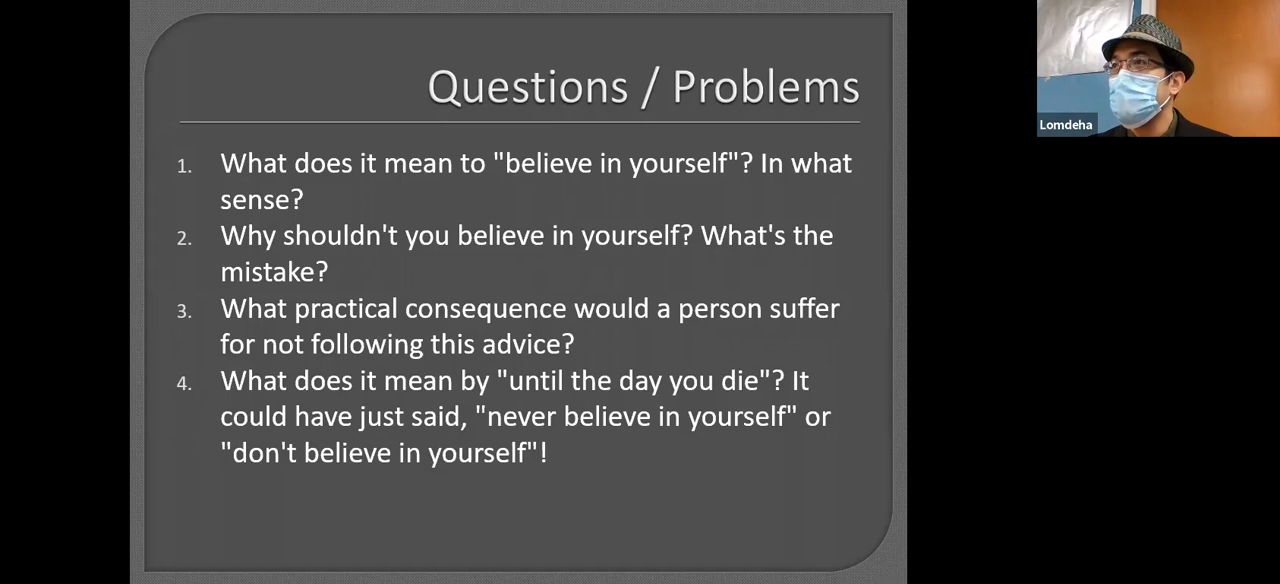 Questions / Problems
1. What does it mean to "believe in yourself"? In what
sense?
2. Why shouldn't you believe in yourself? What's the
mistake?
3. What practical consequence would a person suffer
for not following this advice?
4. What does it mean by "until the day you die"? It
could have just said, "never believe in yourself" or
"don't believe in yourself"!
Lomdeha